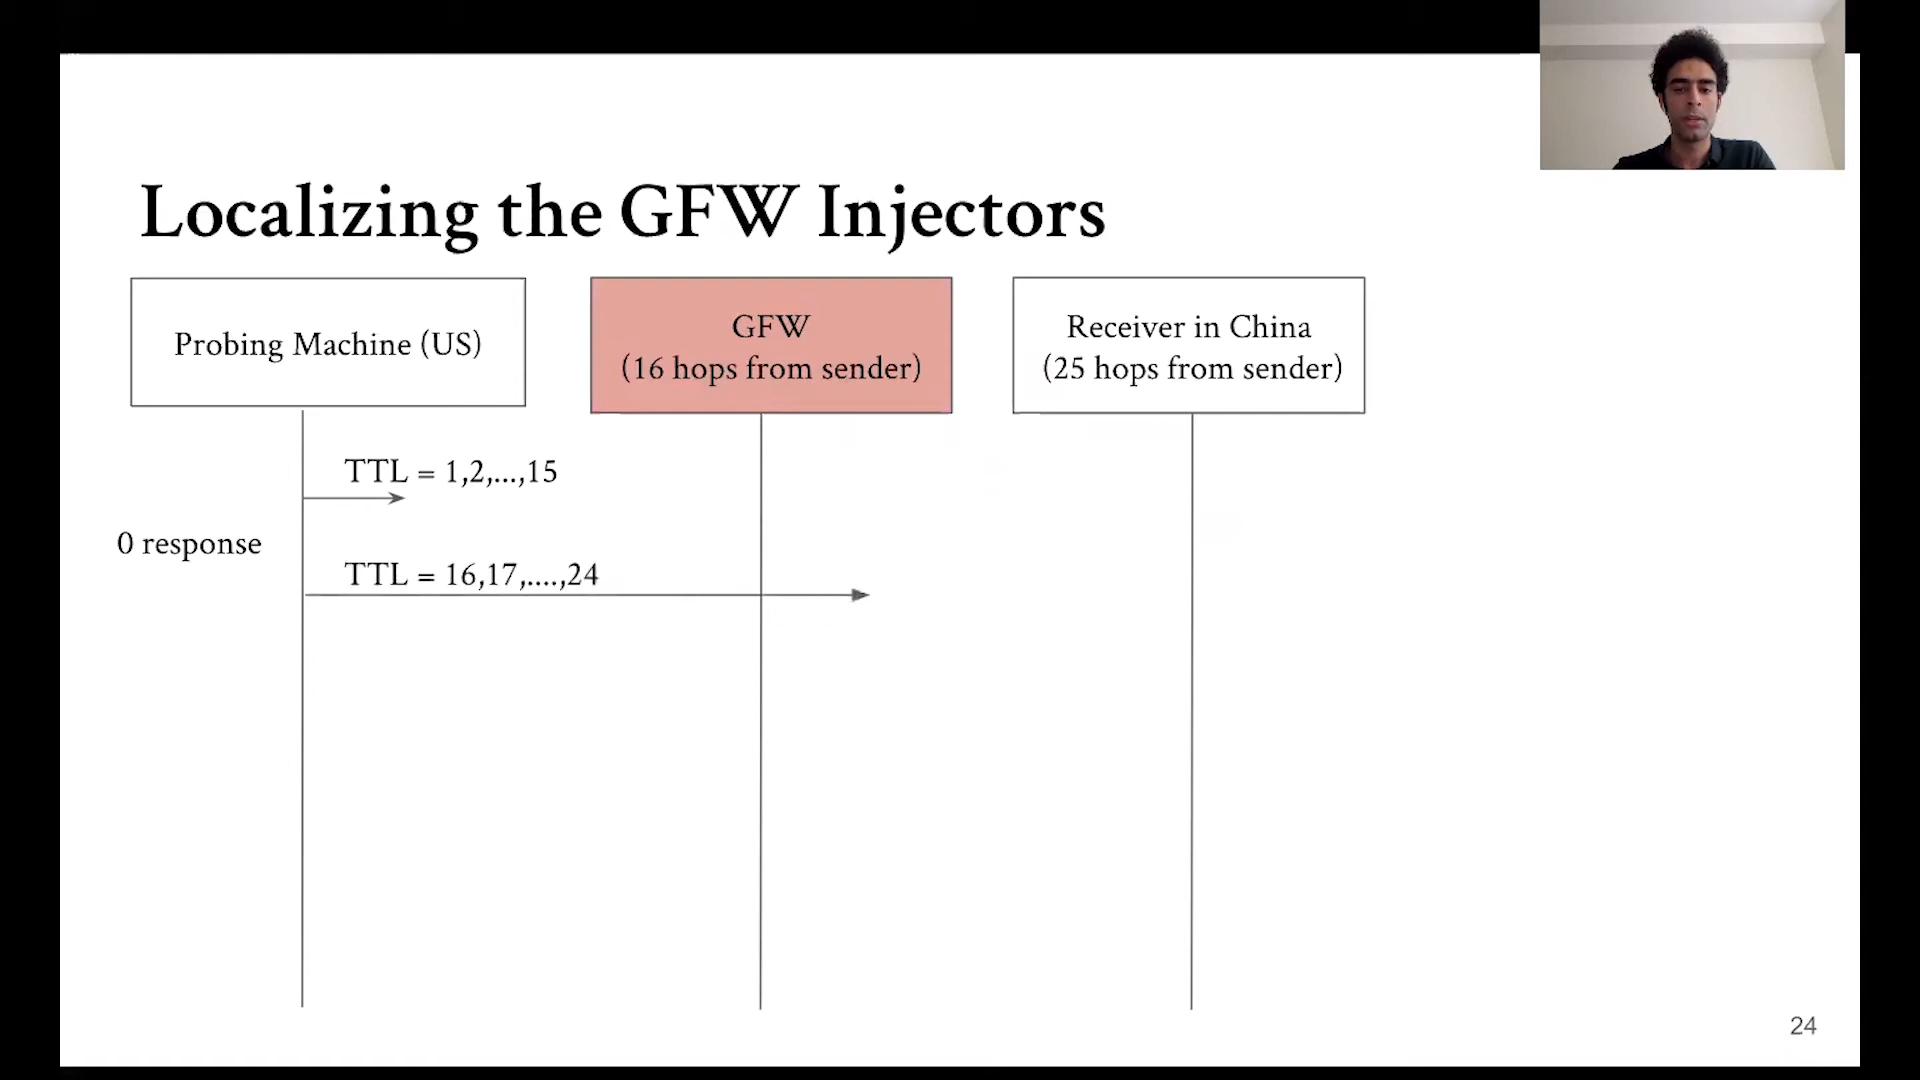 Localizing the GFW Injectors
Probing Machine (US)
GFW
(16 hops from sender)
Receiver in China
(25 hops from sender)
TTL = 1,2,...,15
0 response
TTL = 16,17,....,24
24